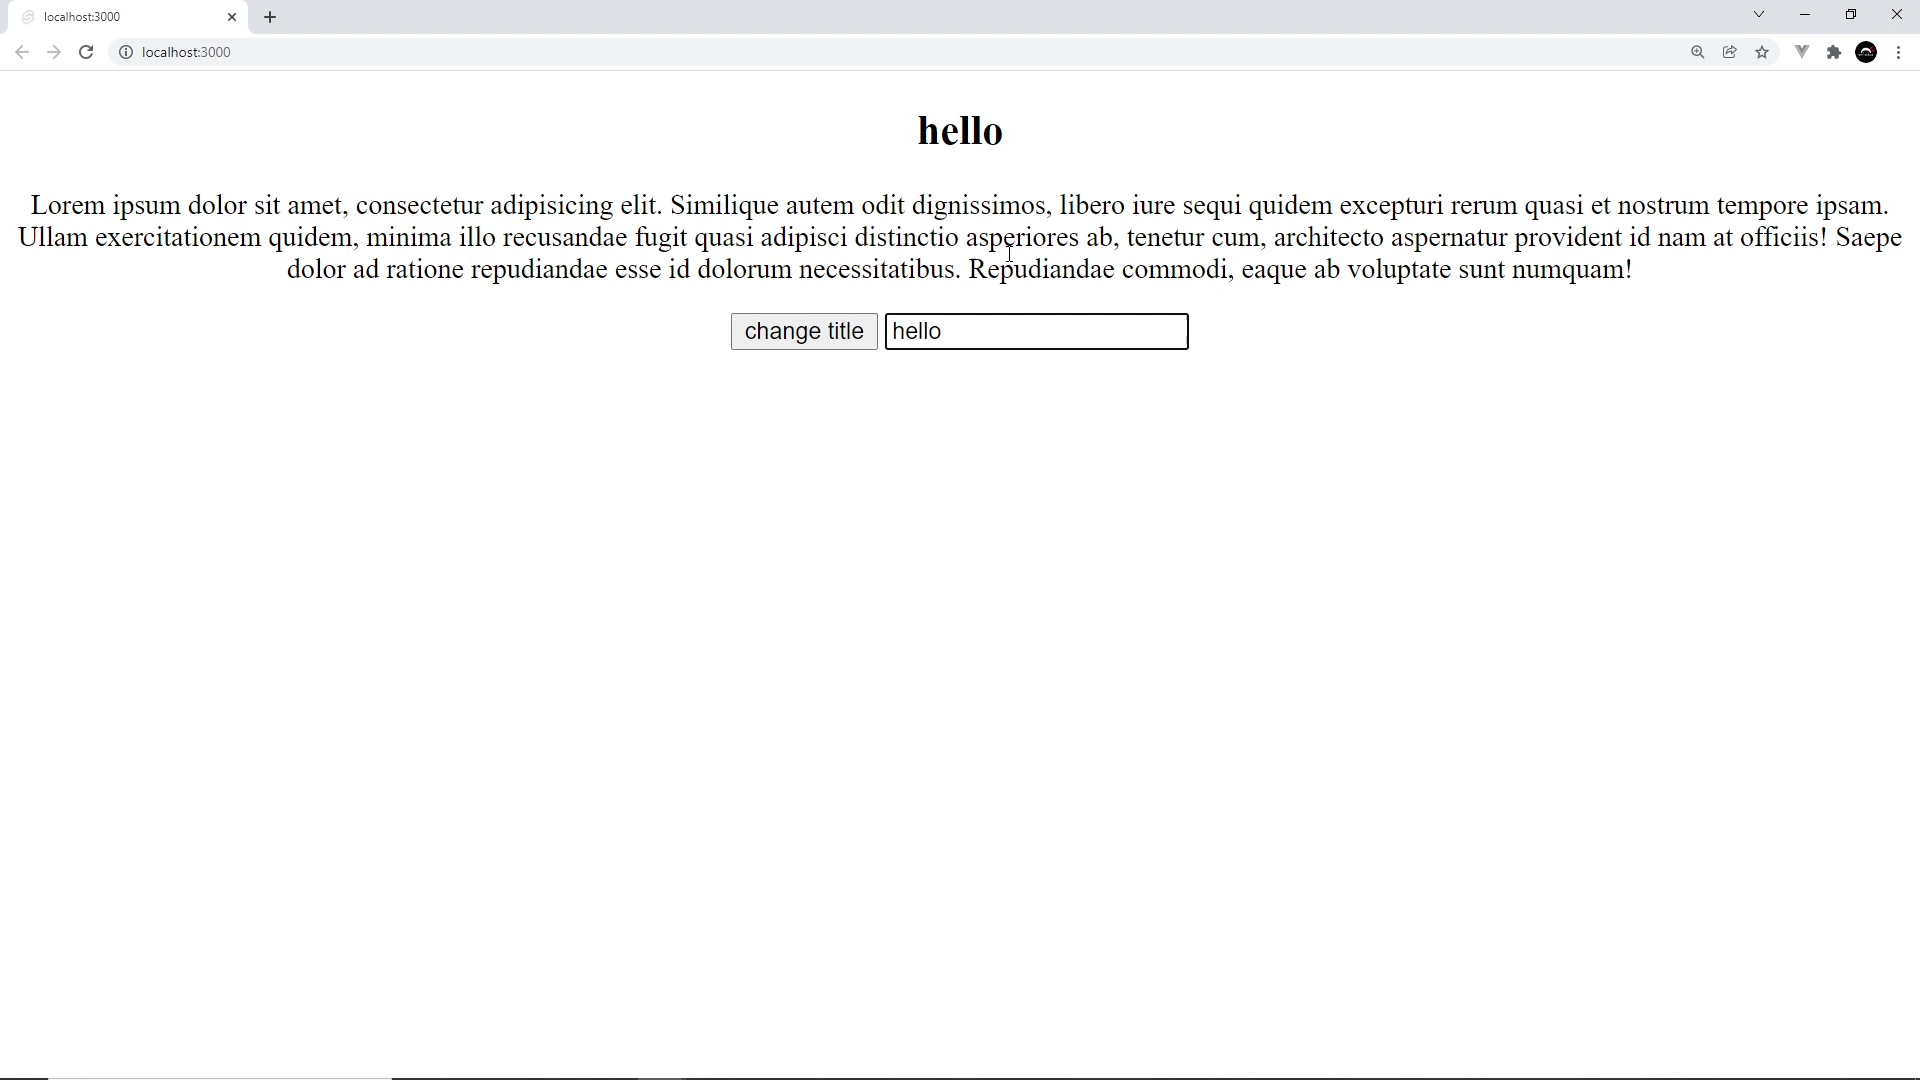 localhost:3000
localhost:3000
hello
Lorem ipsum dolor sit amet, consectetur adipisicing elit. Similique autem odit dignissimos, libero iure sequi quidem excepturi rerum quasi et nostrum tempore ipsam.
Ullam exercitationem quidem, minima illo recusandae fugit quasi adipisci distinctio asperiores ab, tenetur cum, architecto aspernatur provident id nam at officiis! Saepe
dolor ad ratione repudiandae esse id dolorum necessitatibus. Repudiandae commodi, eaque ab voluptate sunt numquam!
change title hello